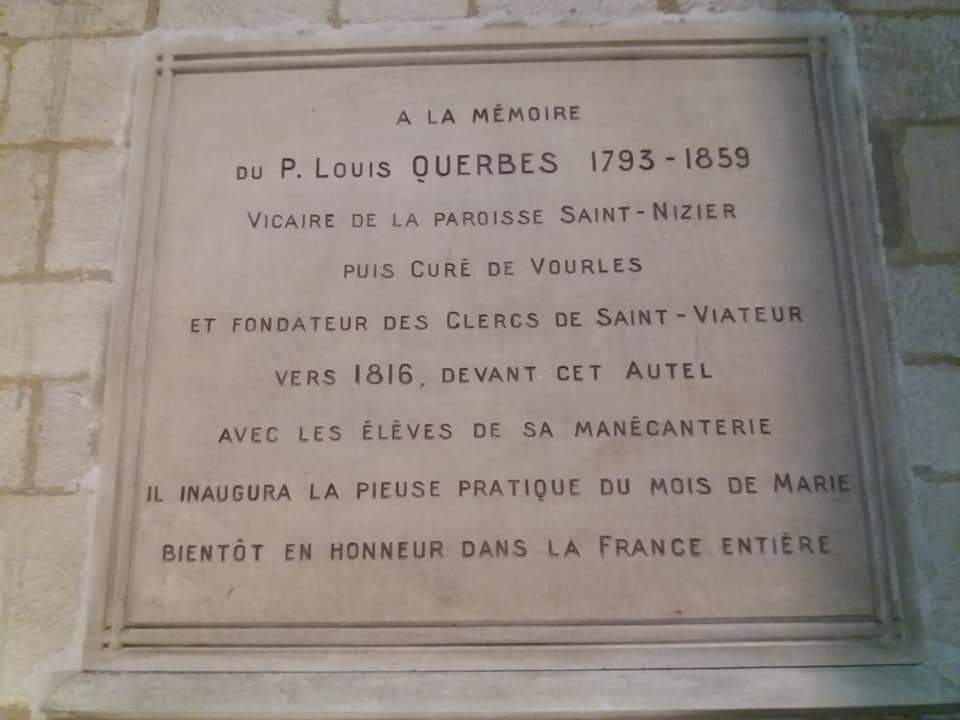 A LA MÉMOIRE
DU P. LOUIS QUERBES 1793-1859
VICAIRE DE LA PAROISSE SAINT-NIZIER
PUIS CURÉ DE VOURLES
ET FONDATEUR DES CLERCS DE SAINT-VIATEUR
VERS 1816, DEVANT CET AUTEL
AVEC LES ÉLÈVES DE SA MANÉCANTERIE
IL INAUGURA LA PIEUSE PRATIQUE DU MOIS DE MARIE
BIENTÔT EN HONNEUR DANS LA FRANCE ENTIÈRE